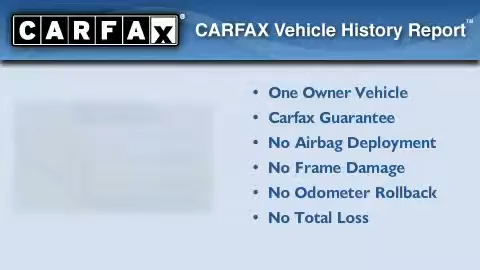 CARFAX® CARFAX Vehicle History Report™
• One Owner Vehicle
• Carfax Guarantee
• No Airbag Deployment
• No Frame Damage
• No Odometer Rollback
• No Total Loss